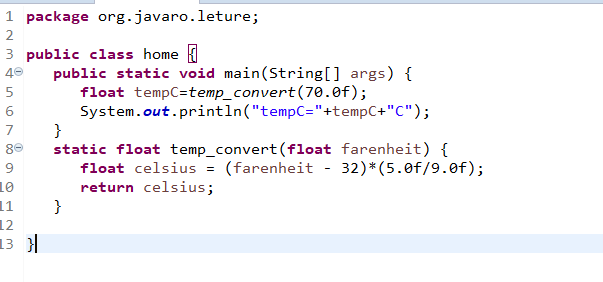 1 package org.javaro.leture;
2
3 public class home {
4 public static void main(String[] args) {
5 float tempC=temp_convert(70.0f);
6 System.out.println("tempC="+tempC+"C");
7 }
8 static float temp_convert(float farenheit) {
9 float celsius = (farenheit - 32)*(5.0f/9.0f);
10 return celsius;
11 }
12
13 }